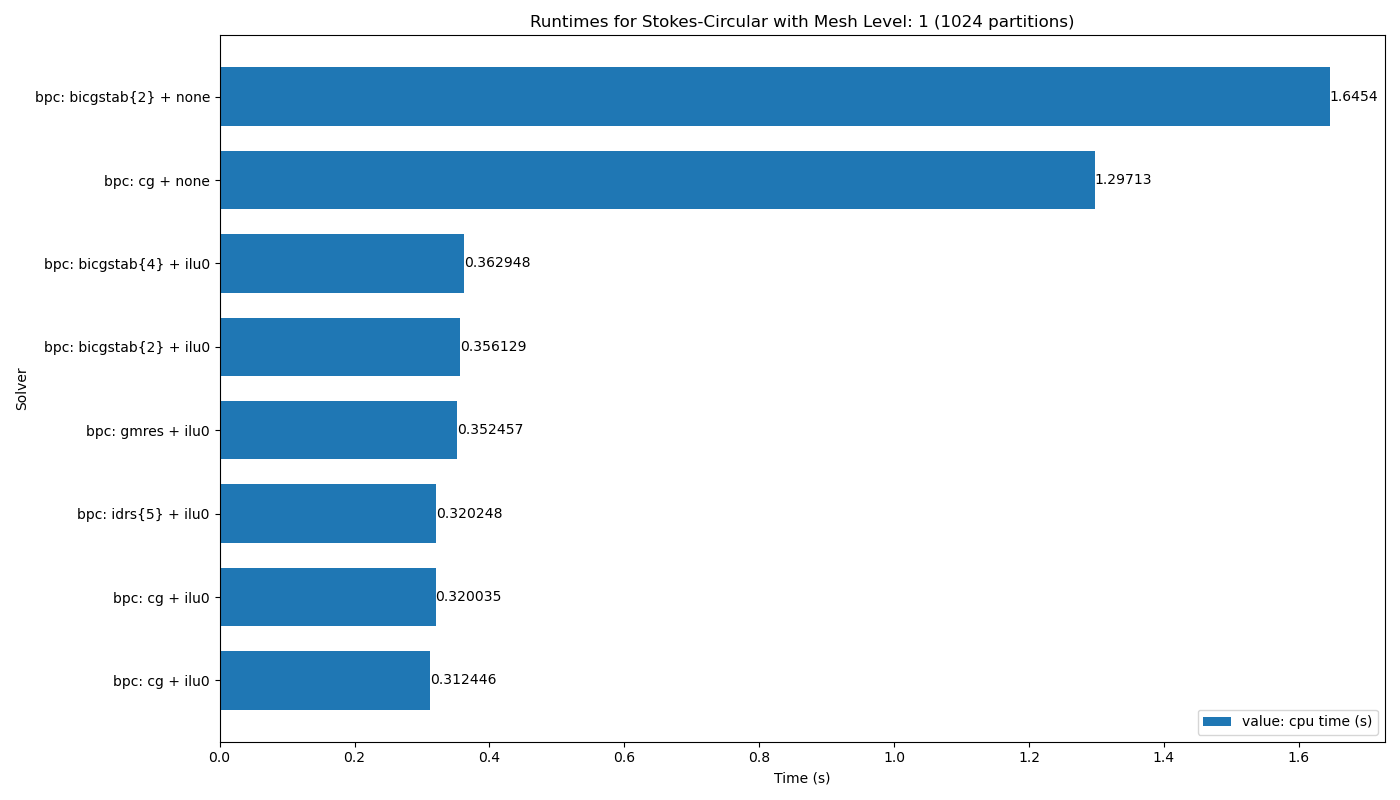 Runtimes for Stokes-Circular with Mesh Level: 1 (1024 partitions)
bpc: bicgstab{2} + none
1.6454
bpc: cg + none
1.29713
bpc: bicgstab{4} + ilu0
0.362948
bpc: bicgstab{2} + ilu0
0.356129
bpc: gmres + ilu0
0.352457
bpc: idrs{5} + ilu0
0.320248
bpc: cg + ilu0
0.320035
bpc: cg + ilu0
0.312446
Solver
value: cpu time (s)
0.0 0.2 0.4 0.6 0.8 1.0 1.2 1.4 1.6
Time (s)